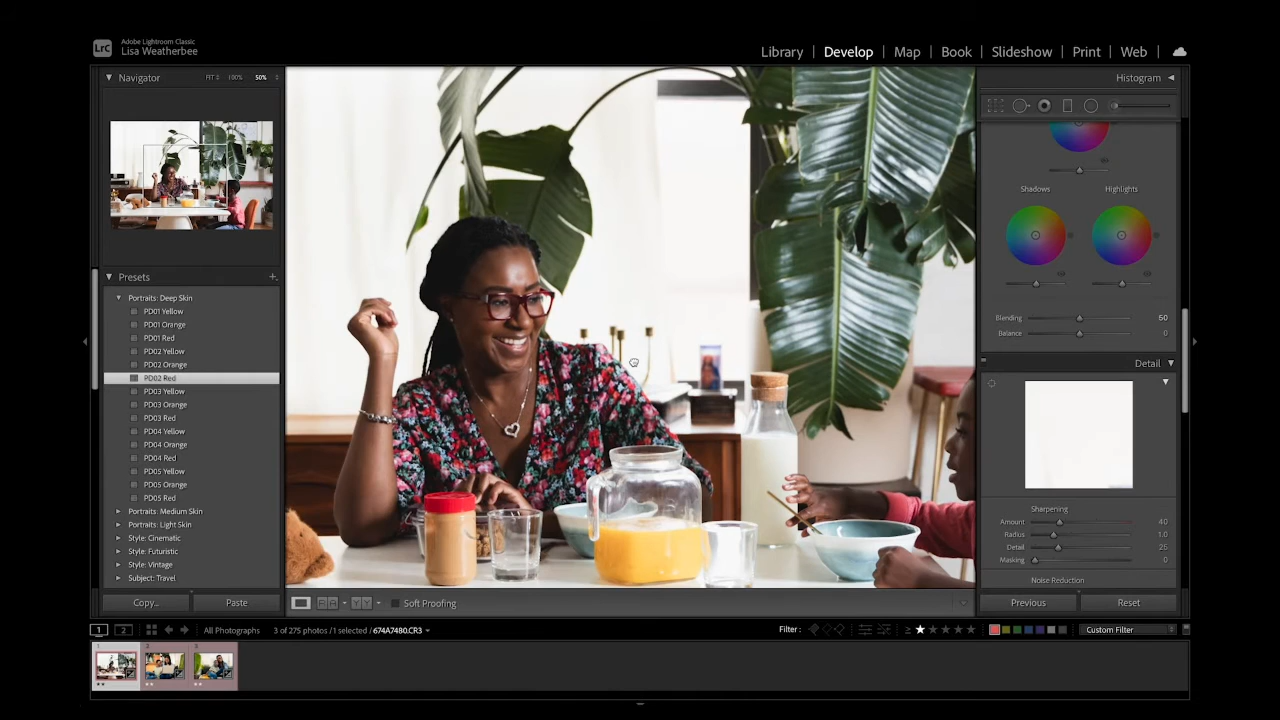 Adobe Lightroom Classic
LrC
Lisa Weatherbee
Library | Develop | Map | Book | Slideshow | Print | Web |
Navigator FIT 100% 50%
Histogram
Shadows Highlights
Presets +
Portraits: Deep Skin
PD01 Yellow
PD01 Orange
PD01 Red
PD02 Yellow
PD02 Orange
PD02 Red
PD03 Yellow
PD03 Orange
PD03 Red
PD04 Yellow
PD04 Orange
PD04 Red
PD05 Yellow
PD05 Orange
PD05 Red
Portraits: Medium Skin
Portraits: Light Skin
Style: Cinematic
Style: Futuristic
Style: Vintage
Subject: Travel
Blending 50
Balance 0
Detail
Sharpening
Amount 40
Radius 1.0
Detail 25
Masking 0
Noise Reduction
Copy... Paste
Soft Proofing
Previous Reset
1 2 All Photographs 3 of 275 photos / 1 selected / 674A7480.CR3
Filter : ≥ ★★★★★ Custom Filter
1 2 3
★★ ★★ ★★